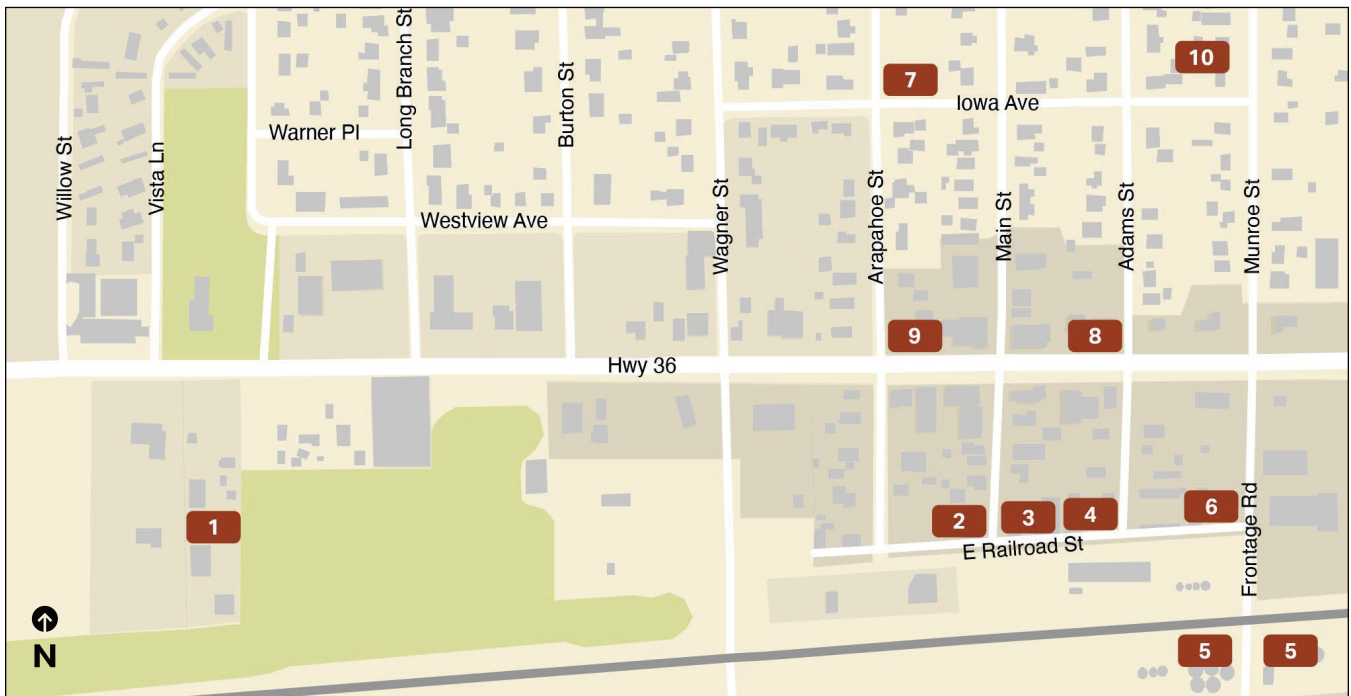 Long Branch St
10
7
Burton St
Iowa Ave
Warner Pl
Willow St
Vista Ln
Westview Ave
Wagner St
Arapahoe St
Main St
Adams St
Munroe St
9
8
Hwy 36
1
2
3
4
6
E Railroad St
Frontage Rd
N
5
5